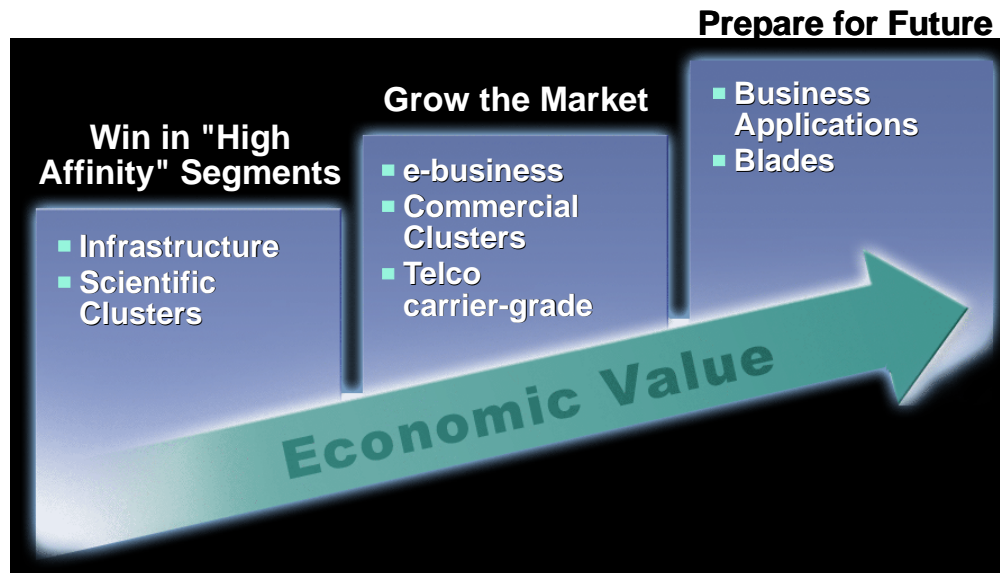 Win in "High
Affinity" Segments
Infrastructure
Scientific
Clusters
Grow the Market
e-business
Commercial
Clusters
Telco
carrier-grade
Prepare for Future
Business
Applications
Blades
Economic Value